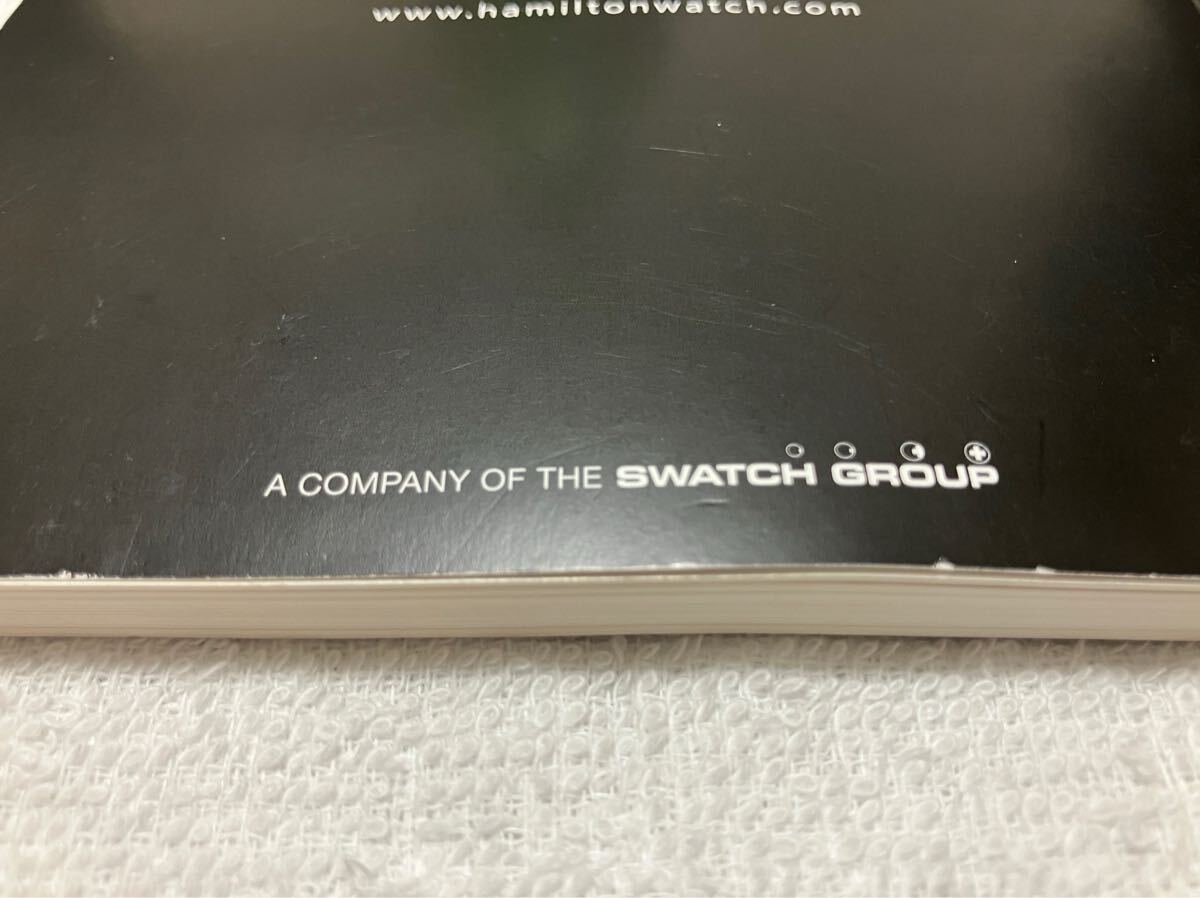 www.hamiltonwatch.com
A COMPANY OF THE SWATCH GROUP